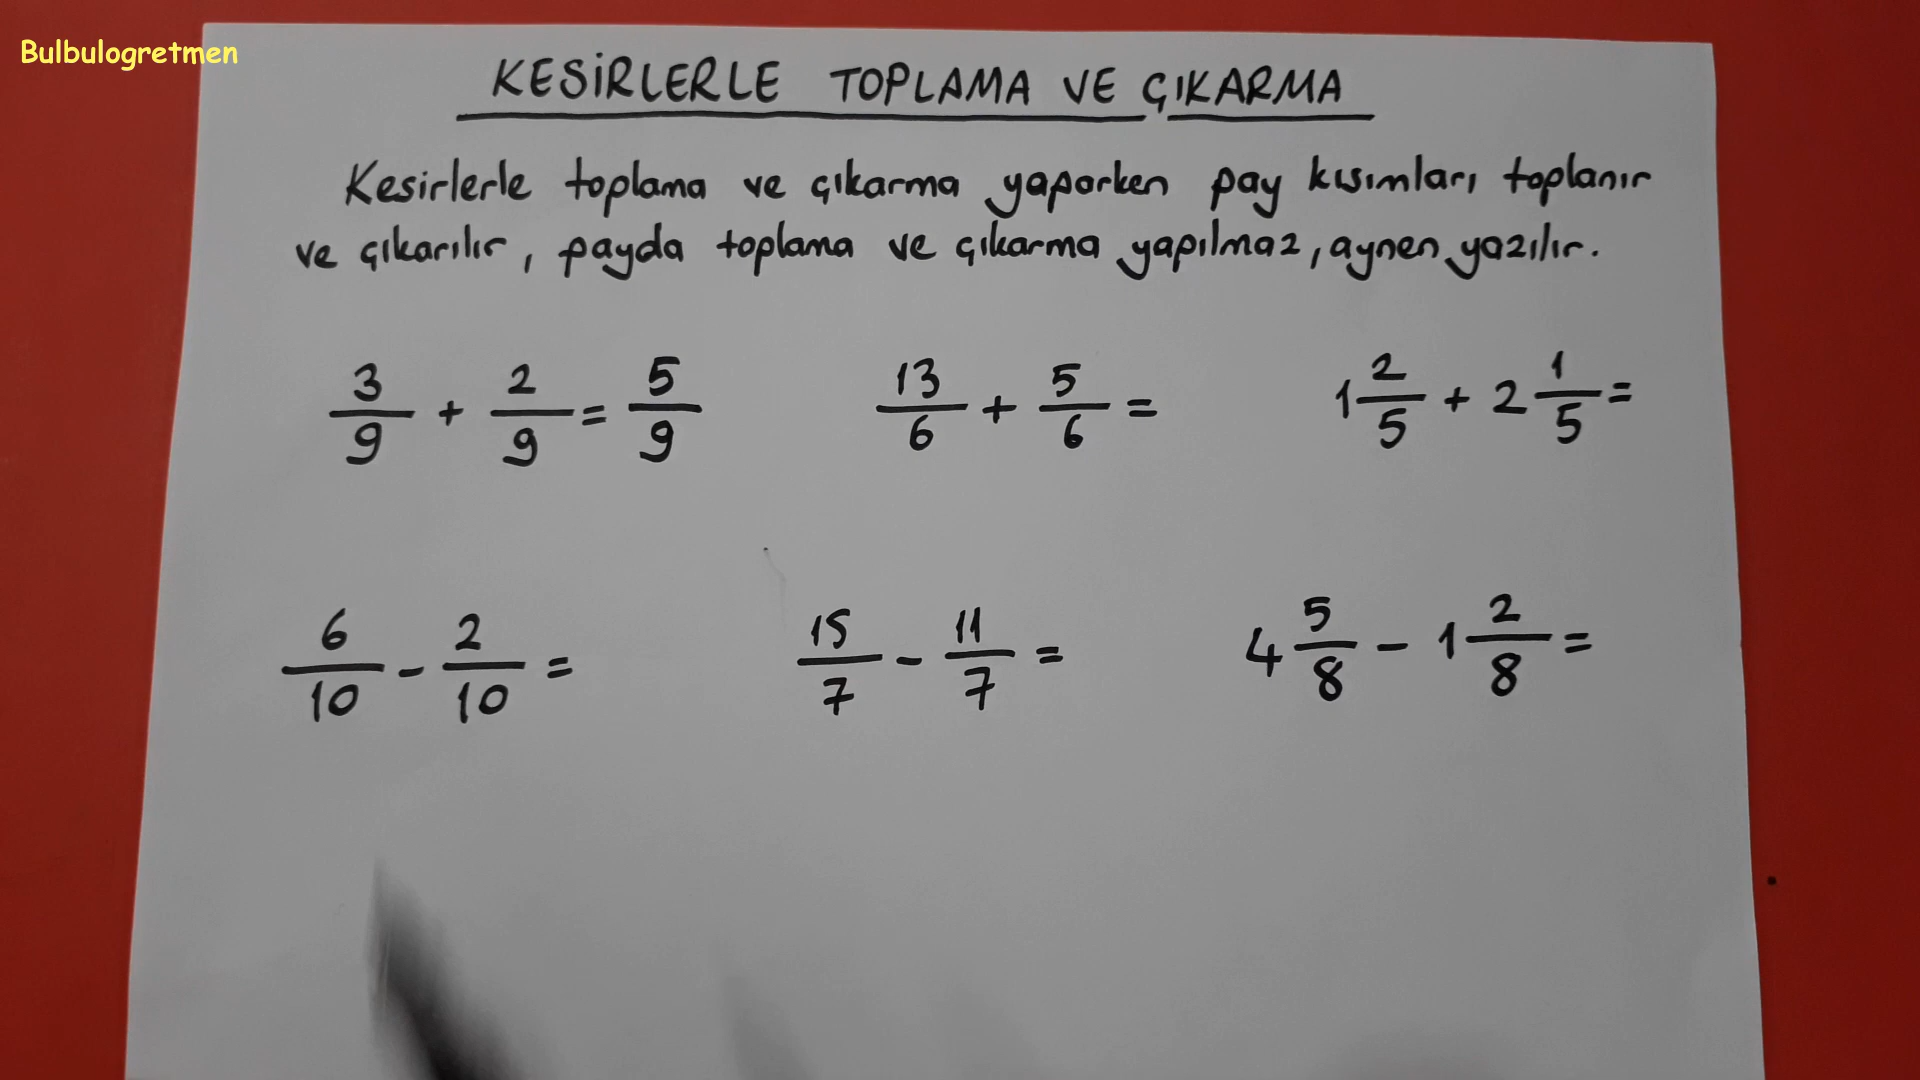 Bulbulogretmen
KESİRLERLE TOPLAMA VE ÇIKARMA
Kesirlerle toplama ve çıkarma yaparken pay kısımları toplanır
ve çıkarılır, payda toplama ve çıkarma yapılmaz, aynen yazılır.
3/9 + 2/9 = 5/9
13/6 + 5/6 =
1 2/5 + 2 1/5 =
6/10 - 2/10 =
15/7 - 11/7 =
4 5/8 - 1 2/8 =